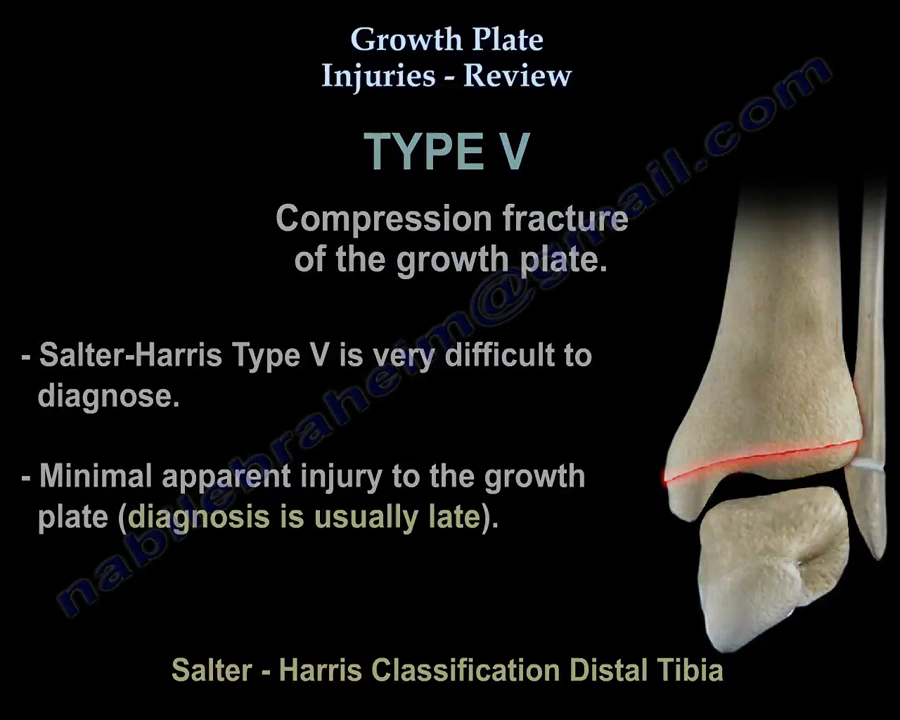 Growth Plate
Injuries - Review
TYPE V
Compression fracture
of the growth plate.
- Salter-Harris Type V is very difficult to
diagnose.
- Minimal apparent injury to the growth
plate (diagnosis is usually late).
Salter - Harris Classification Distal Tibia
nabilebraheim@gmail.com